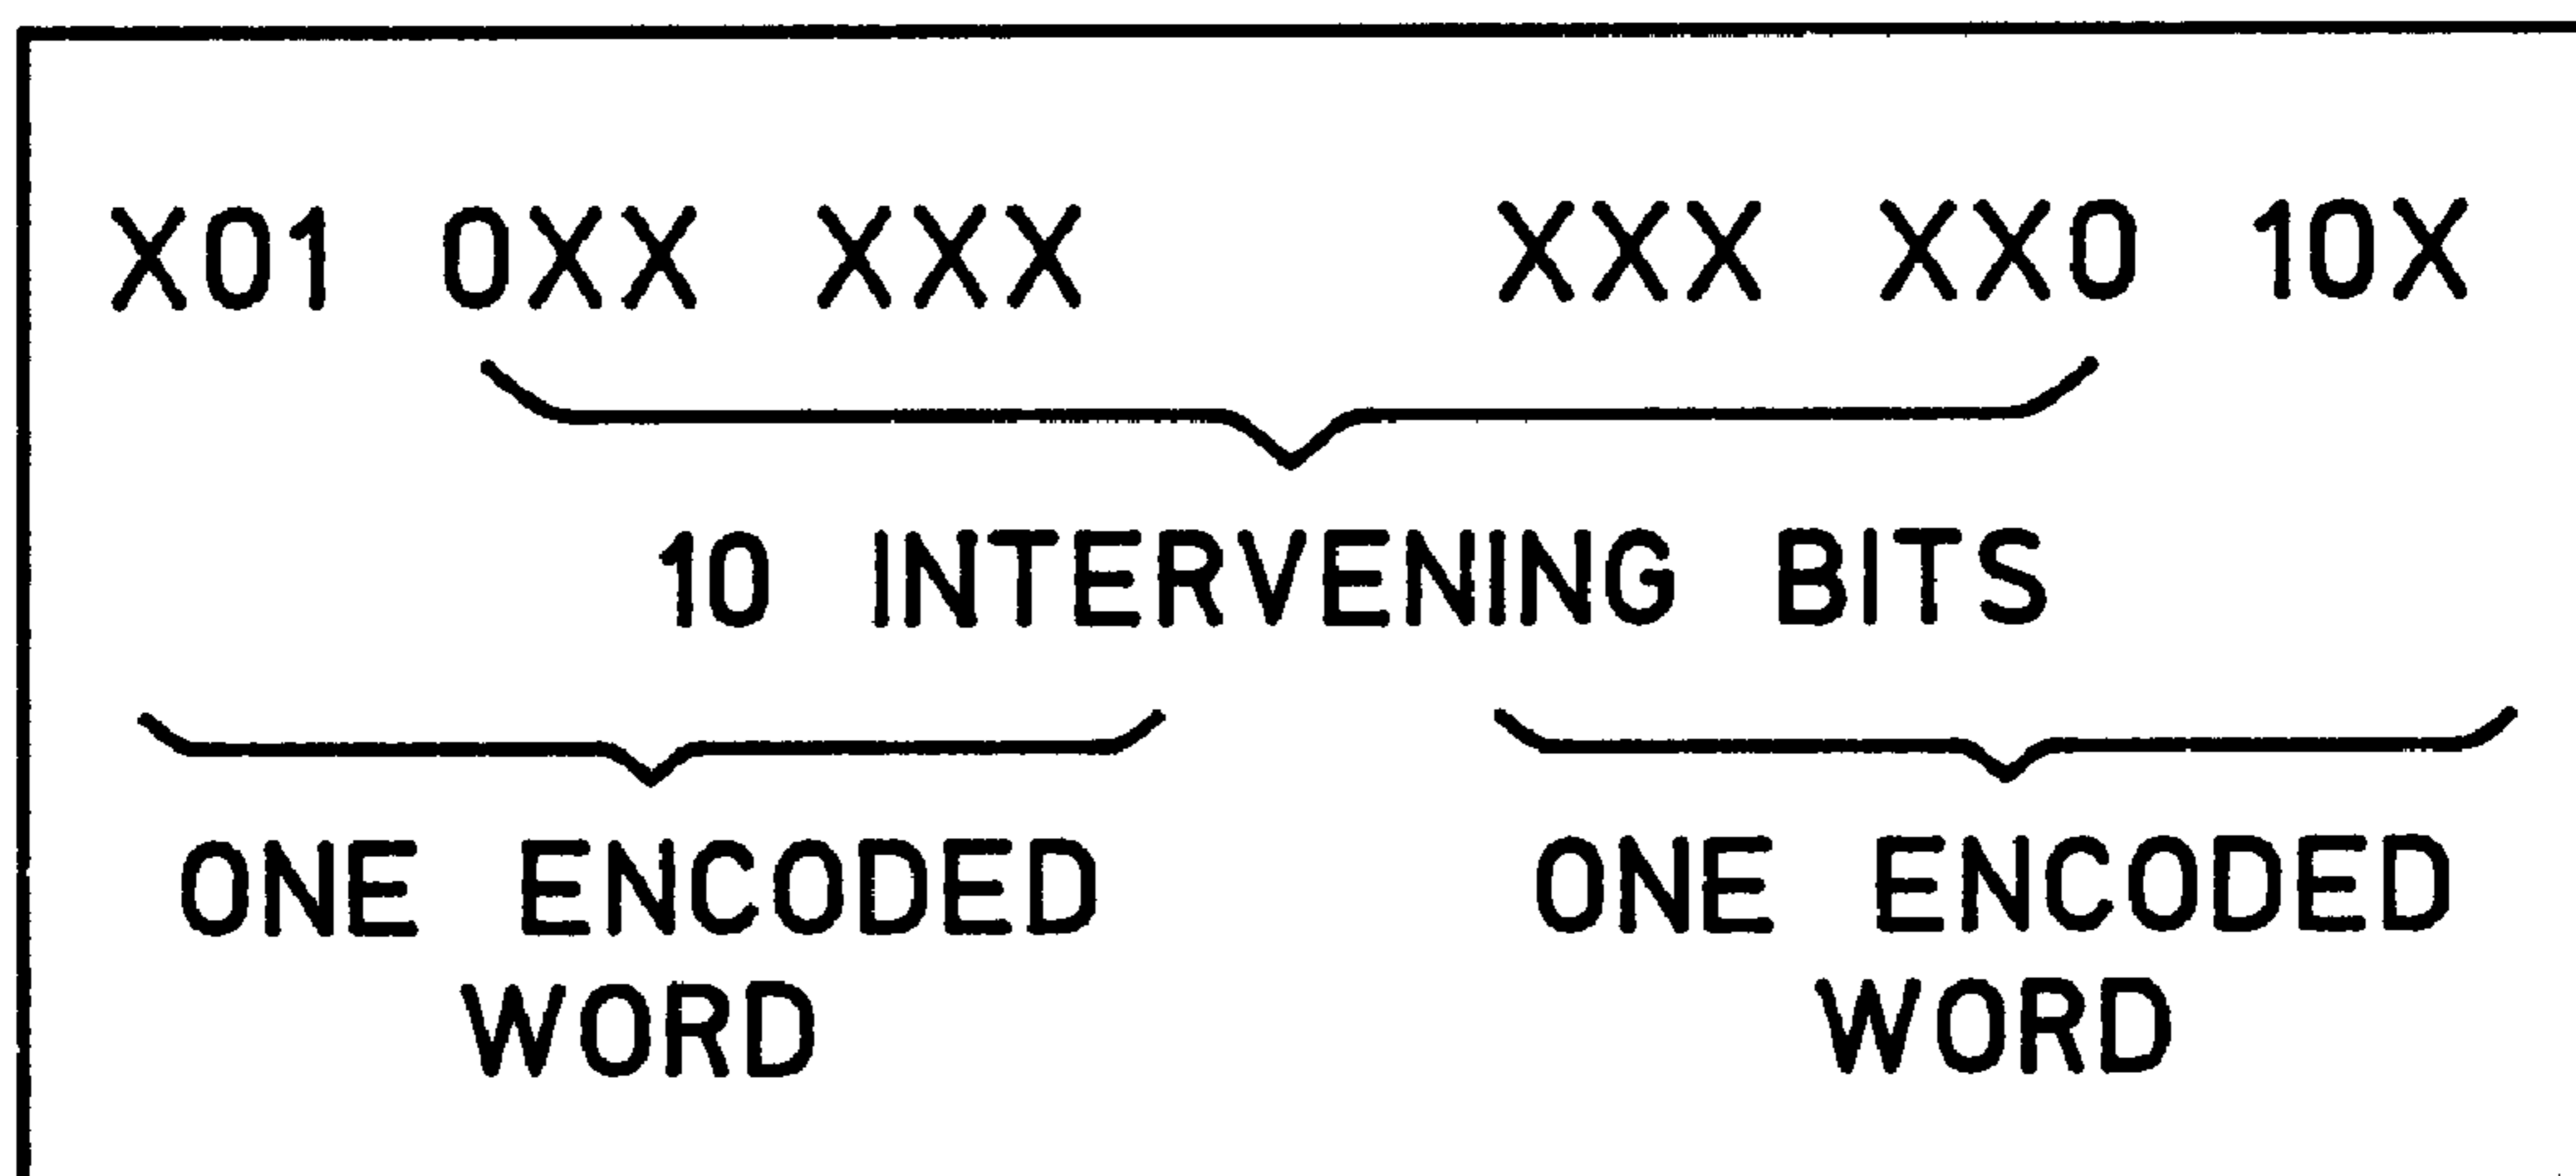 X01 0XX XXX XXX XX0 10X
10 INTERVENING BITS
ONE ENCODED WORD
ONE ENCODED WORD